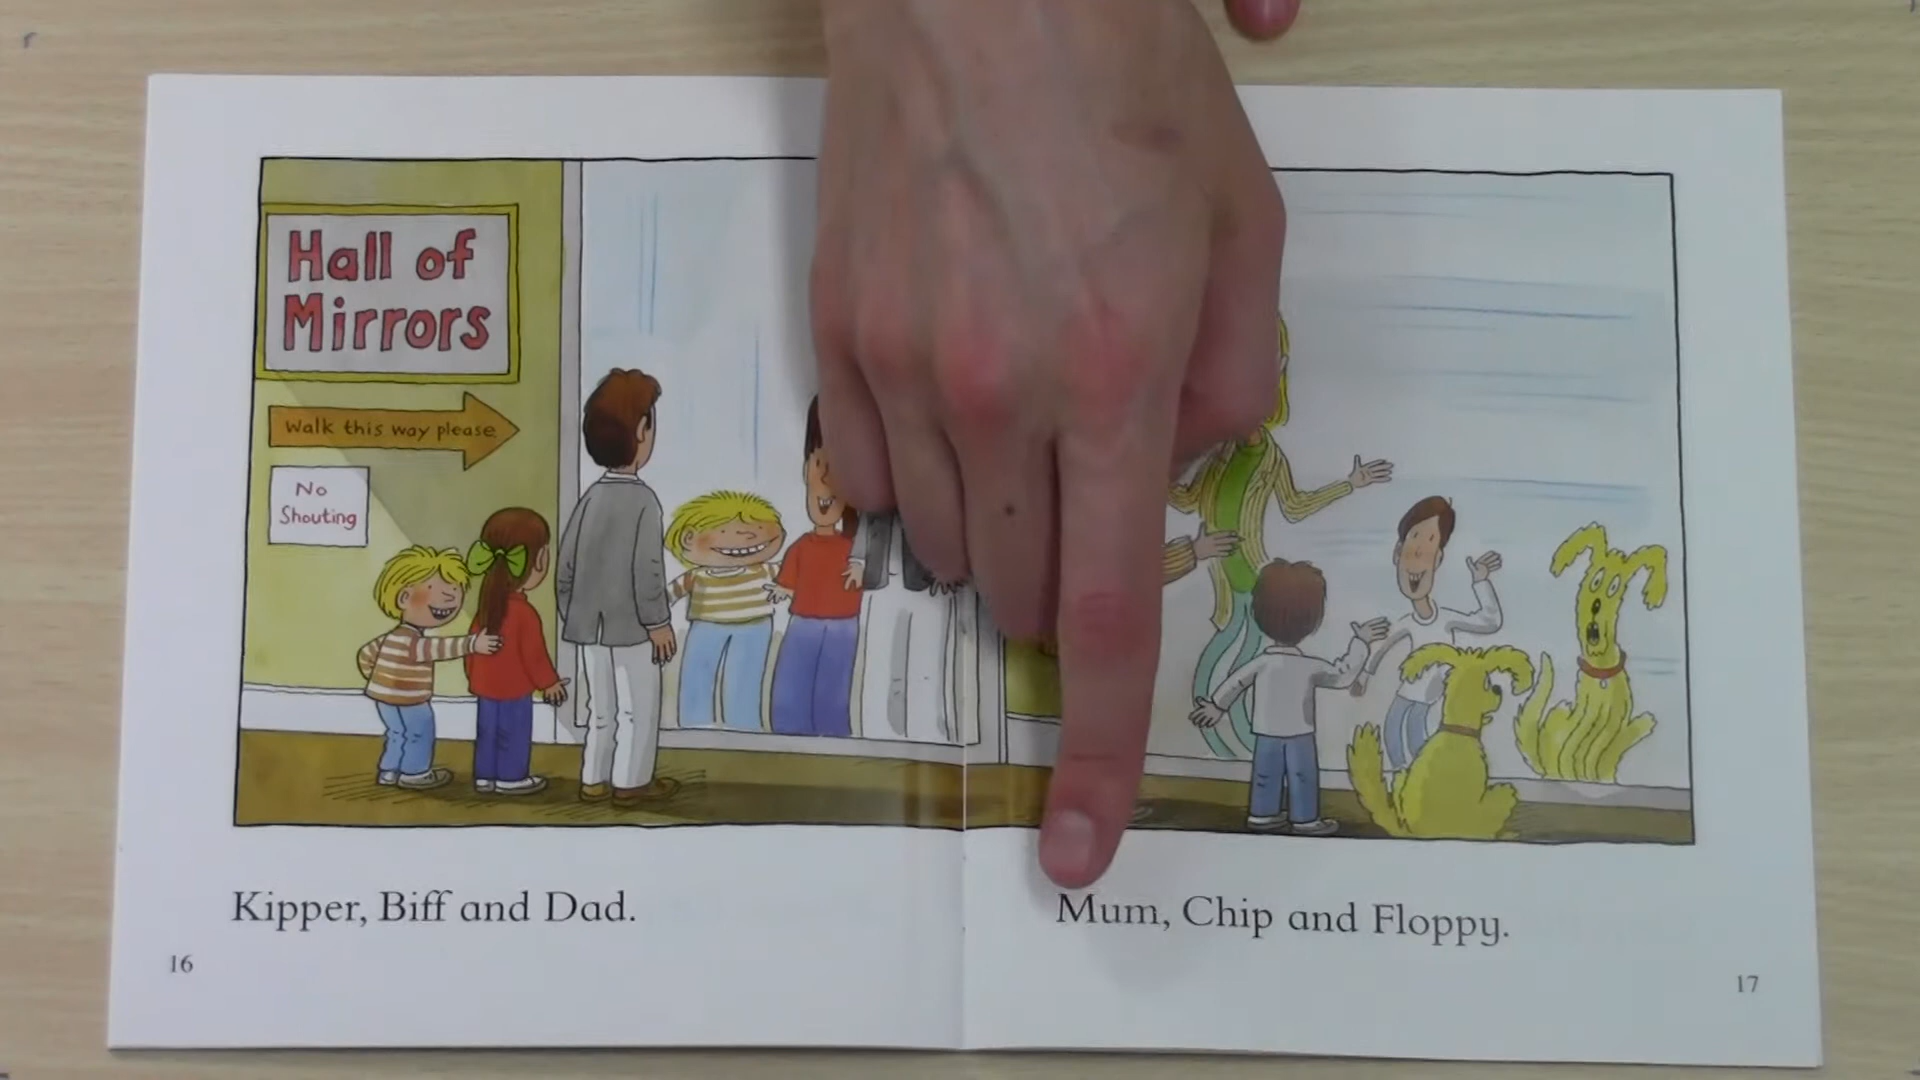 Hall of
Mirrors
Walk this way please
No
Shouting
Kipper, Biff and Dad.
16
Mum, Chip and Floppy.
17